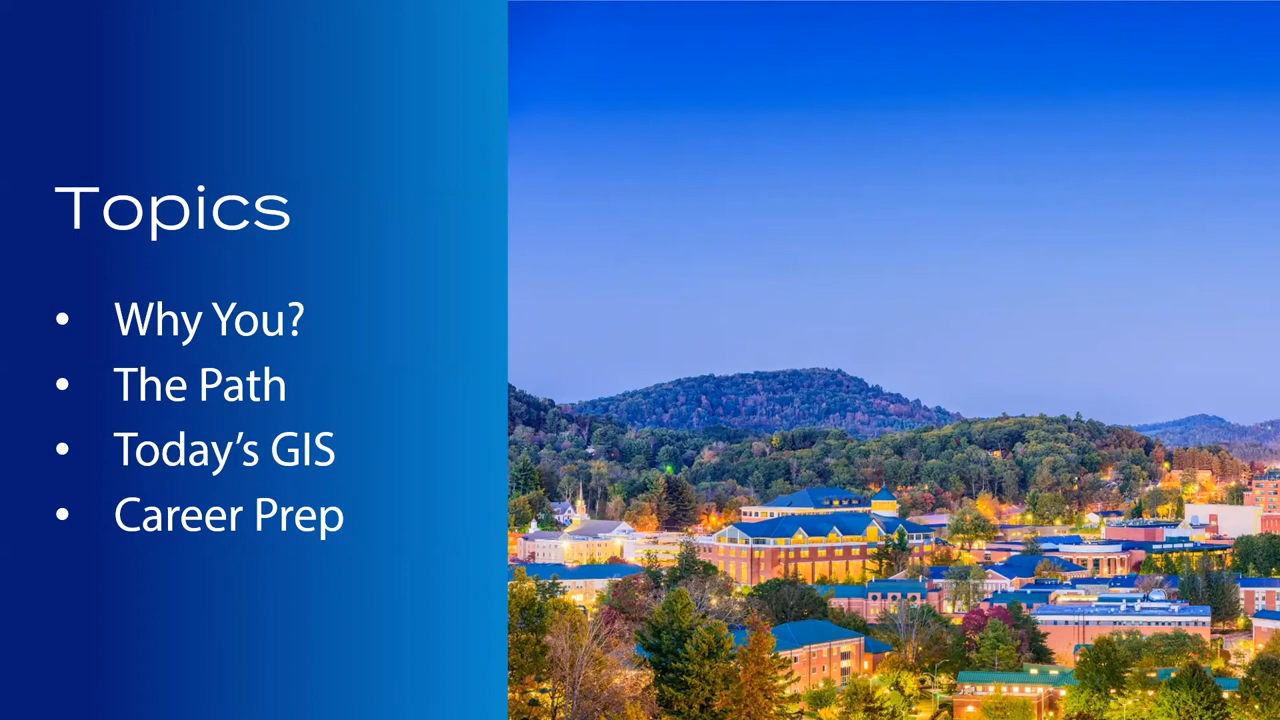 Topics
• Why You?
• The Path
• Today’s GIS
• Career Prep